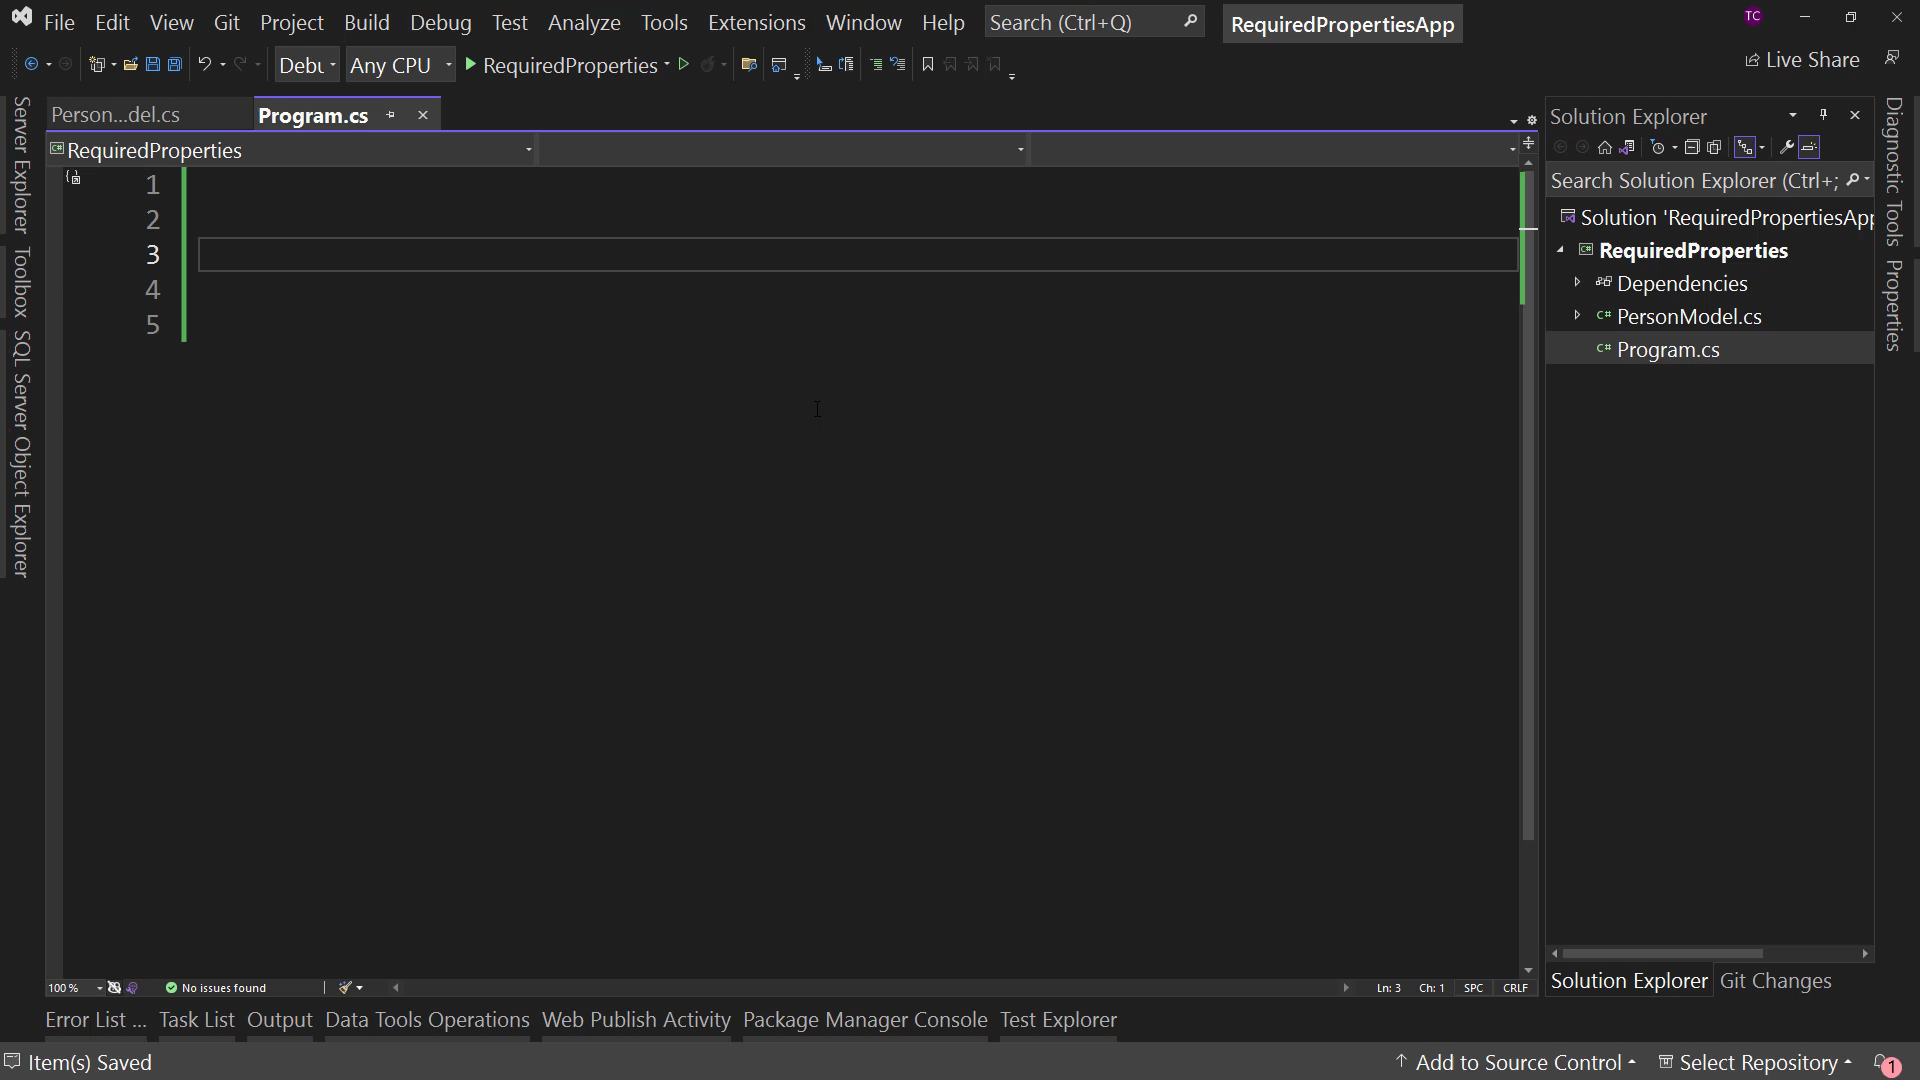 File Edit View Git Project Build Debug Test Analyze Tools Extensions Window Help Search (Ctrl+Q) RequiredPropertiesApp TC
Debu Any CPU RequiredProperties Live Share
Person...del.cs Program.cs
RequiredProperties
1
2
3
4
5
Server Explorer
Toolbox
SQL Server Object Explorer
100 % No issues found Ln: 3 Ch: 1 SPC CRLF
Solution Explorer
Search Solution Explorer (Ctrl+;
Solution 'RequiredPropertiesApp
RequiredProperties
Dependencies
C# PersonModel.cs
C# Program.cs
Solution Explorer Git Changes
Diagnostic Tools
Properties
Error List ... Task List Output Data Tools Operations Web Publish Activity Package Manager Console Test Explorer
Item(s) Saved Add to Source Control Select Repository 1